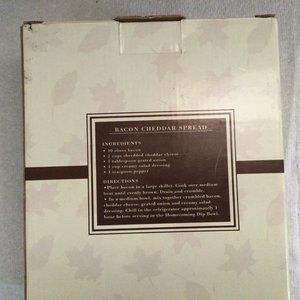 BACON CHEDDAR SPREAD
INGREDIENTS
• 10 slices bacon
• 2 cups shredded cheddar cheese
• 1 tablespoon grated onion
• 1 cup creamy salad dressing
• 1 teaspoon pepper
DIRECTIONS
• Place bacon in a large skillet. Cook over medium
heat until evenly brown. Drain and crumble.
• In a medium bowl, mix together crumbled bacon,
cheddar cheese, grated onion and creamy salad
dressing. Chill in the refrigerator approximately 1
hour before serving in the Homecoming Dip Bowl.